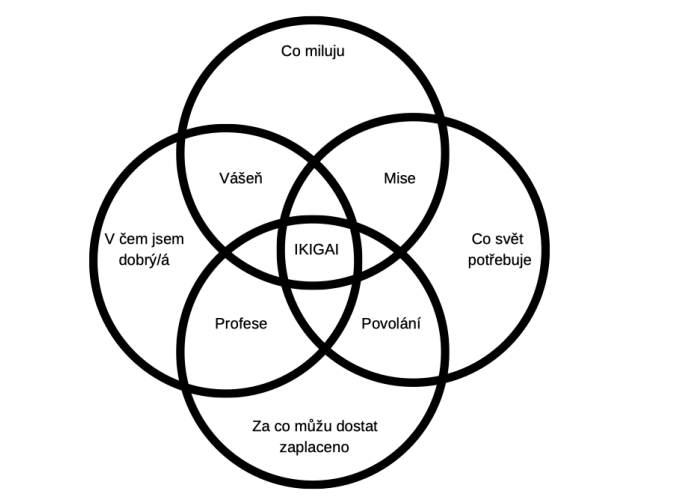 Co miluju
Vášeň
Mise
V čem jsem
dobrý/á
IKIGAI
Co svět
potřebuje
Profese
Povolání
Za co můžu dostat
zaplaceno